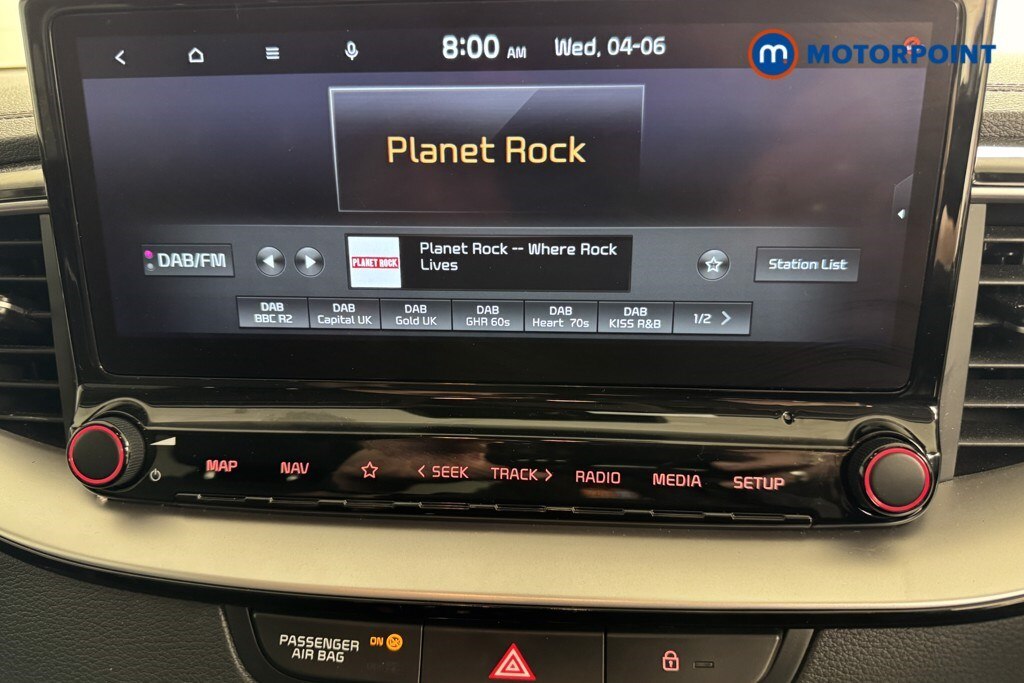 8:00 AM Wed, 04-06
m MOTORPOINT
Planet Rock
DAB/FM
PLANET ROCK
Planet Rock -- Where Rock
Lives
Station List
DAB
BBC R2
DAB
Capital UK
DAB
Gold UK
DAB
GHR 60s
DAB
Heart 70s
DAB
KISS R&B
1/2 >
MAP NAV < SEEK TRACK > RADIO MEDIA SETUP
PASSENGER
AIR BAG
ON